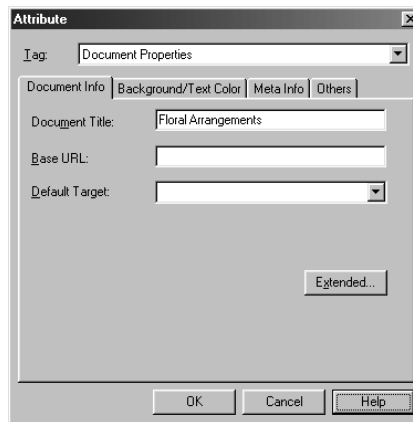 Attribute
Tag: Document Properties
Document Info Background/Text Color Meta Info Others
Document Title: Floral Arrangements
Base URL:
Default Target:
Extended...
OK Cancel Help